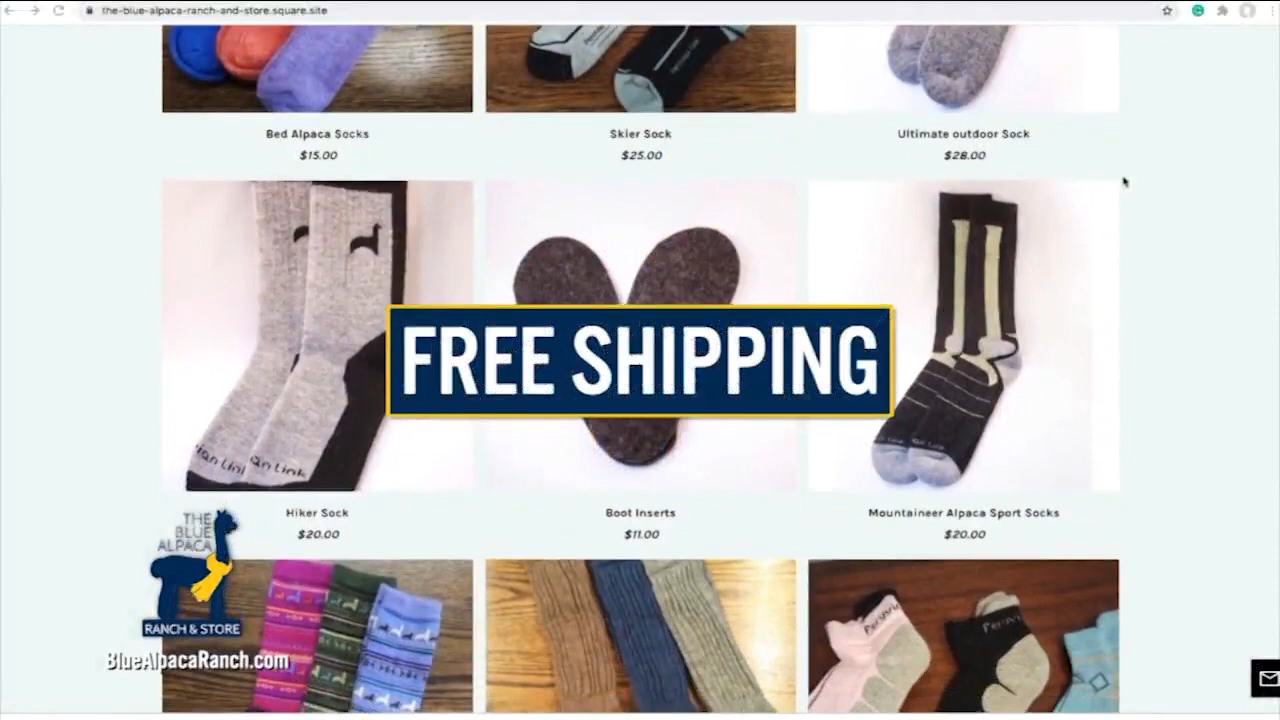 the-blue-alpaca-ranch-and-store.square.site
Bed Alpaca Socks
$15.00
Skier Sock
$25.00
Ultimate outdoor Sock
$28.00
FREE SHIPPING
Hiker Sock
$20.00
Boot Inserts
$11.00
Mountaineer Alpaca Sport Socks
$20.00
THE
BLUE
ALPACA
RANCH & STORE
BlueAlpacaRanch.com